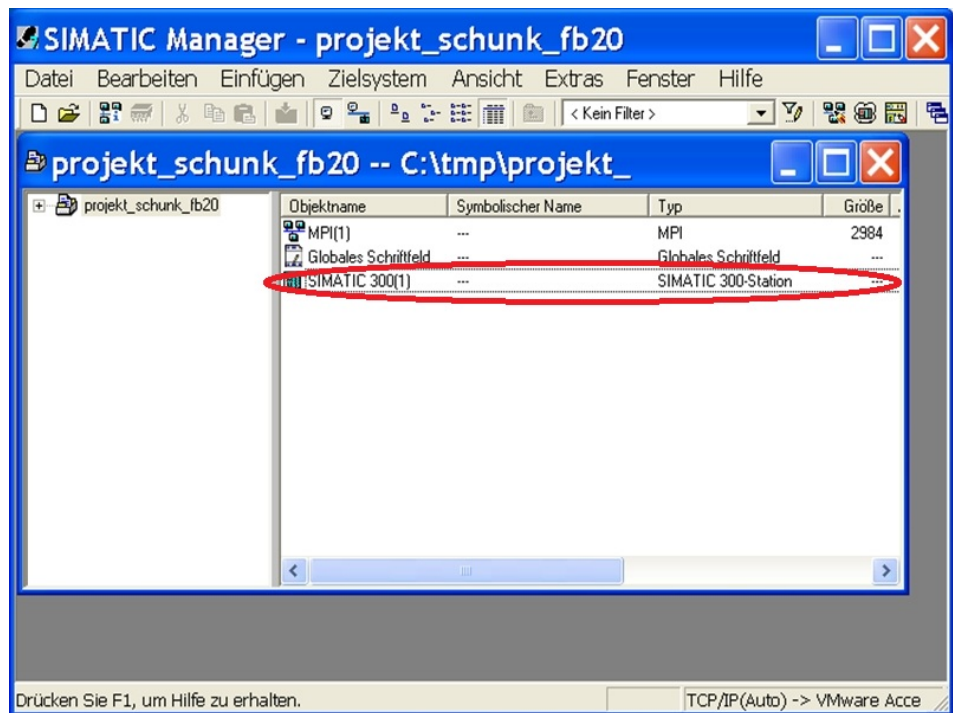 SIMATIC Manager - projekt_schunk_fb20
Datei Bearbeiten Einfügen Zielsystem Ansicht Extras Fenster Hilfe
< Kein Filter >
projekt_schunk_fb20 -- C:\tmp\projekt_
projekt_schunk_fb20
Objektname Symbolischer Name Typ Größe
MPI(1) --- MPI 2984
Globales Schriftfeld --- Globales Schriftfeld ---
SIMATIC 300(1) --- SIMATIC 300-Station ---
Drücken Sie F1, um Hilfe zu erhalten. TCP/IP(Auto) -> VMware Acce